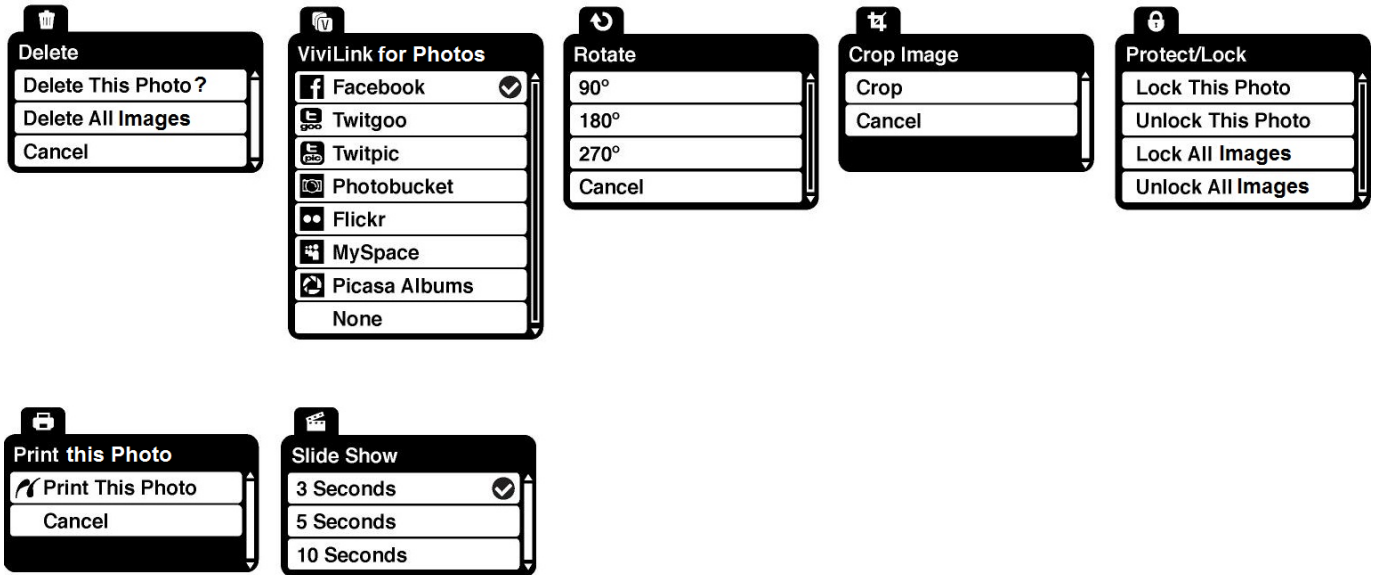 Delete
Delete This Photo?
Delete All Images
Cancel
ViviLink for Photos
Facebook
Twitgoo
Twitpic
Photobucket
Flickr
MySpace
Picasa Albums
None
Rotate
90°
180°
270°
Cancel
Crop Image
Crop
Cancel
Protect/Lock
Lock This Photo
Unlock This Photo
Lock All Images
Unlock All Images
Print this Photo
Print This Photo
Cancel
Slide Show
3 Seconds
5 Seconds
10 Seconds